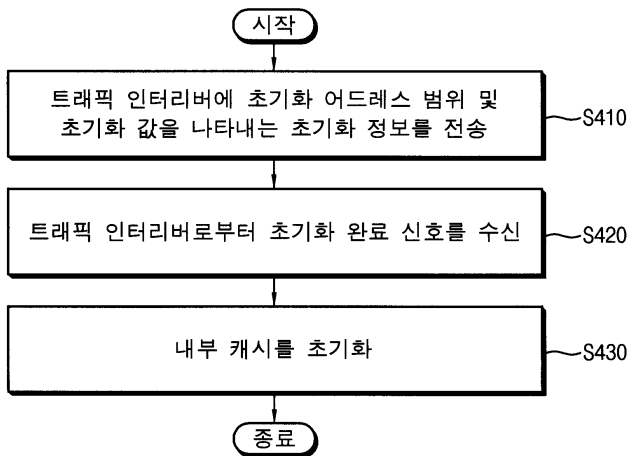 시작
트래픽 인터리버에 초기화 어드레스 범위 및
초기화 값을 나타내는 초기화 정보를 전송
S410
트래픽 인터리버로부터 초기화 완료 신호를 수신
S420
내부 캐시를 초기화
S430
종료